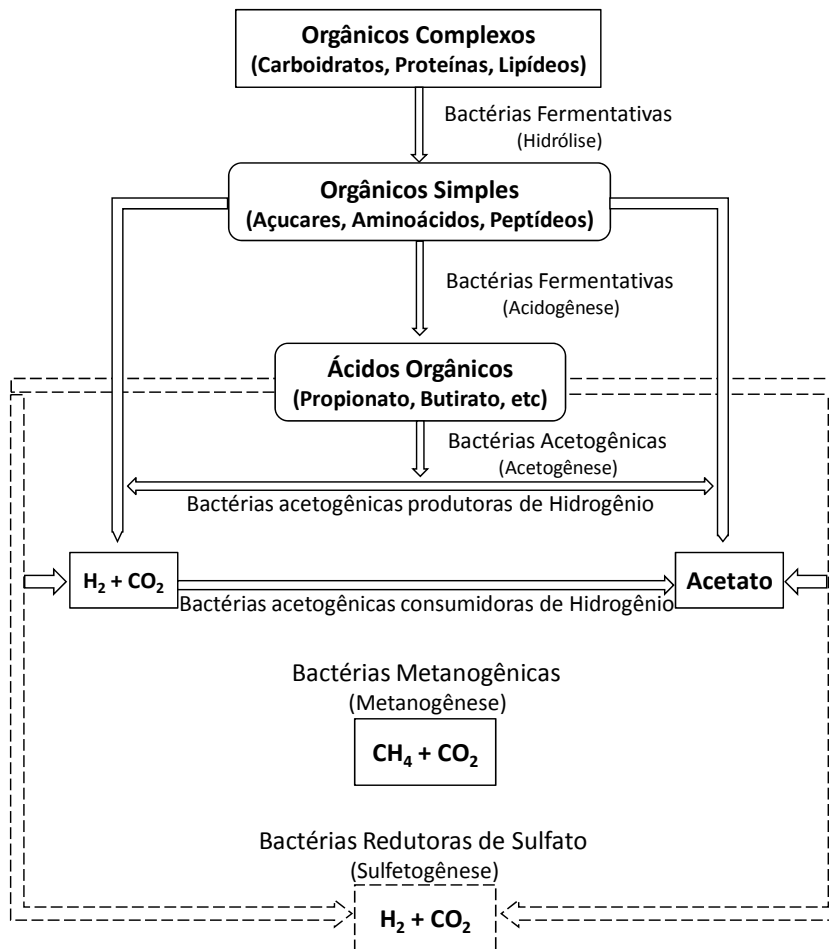 Orgânicos Complexos
(Carboidratos, Proteínas, Lipídeos)
Bactérias Fermentativas
(Hidrólise)
Orgânicos Simples
(Açucares, Aminoácidos, Peptídeos)
Bactérias Fermentativas
(Acidogênese)
Ácidos Orgânicos
(Propionato, Butirato, etc)
Bactérias Acetogênicas
(Acetogênese)
Bactérias acetogênicas produtoras de Hidrogênio
H₂ + CO₂
Acetato
Bactérias acetogênicas consumidoras de Hidrogênio
Bactérias Metanogênicas
(Metanogênese)
CH₄ + CO₂
Bactérias Redutoras de Sulfato
(Sulfetogênese)
H₂ + CO₂